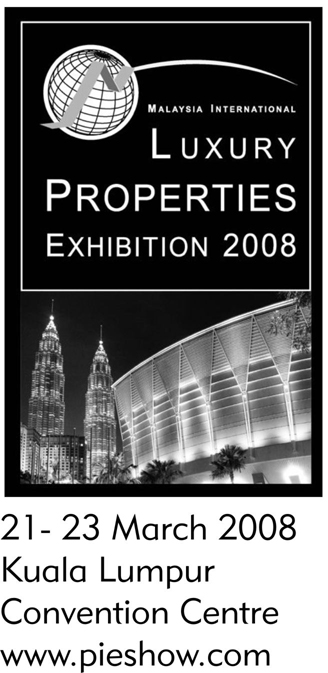 MALAYSIA INTERNATIONAL
LUXURY
PROPERTIES
EXHIBITION 2008
21- 23 March 2008
Kuala Lumpur
Convention Centre
www.pieshow.com